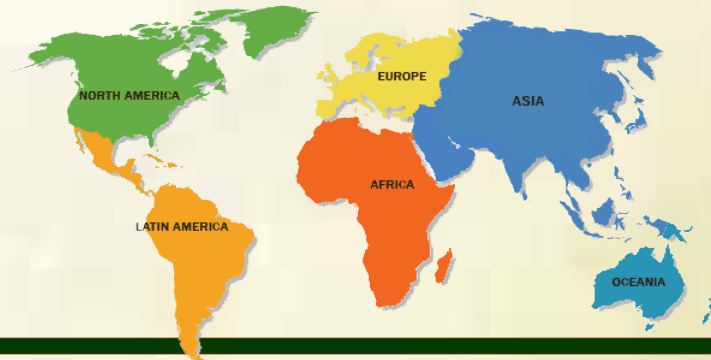 EUROPE
NORTH AMERICA
ASIA
AFRICA
LATIN AMERICA
OCEANIA